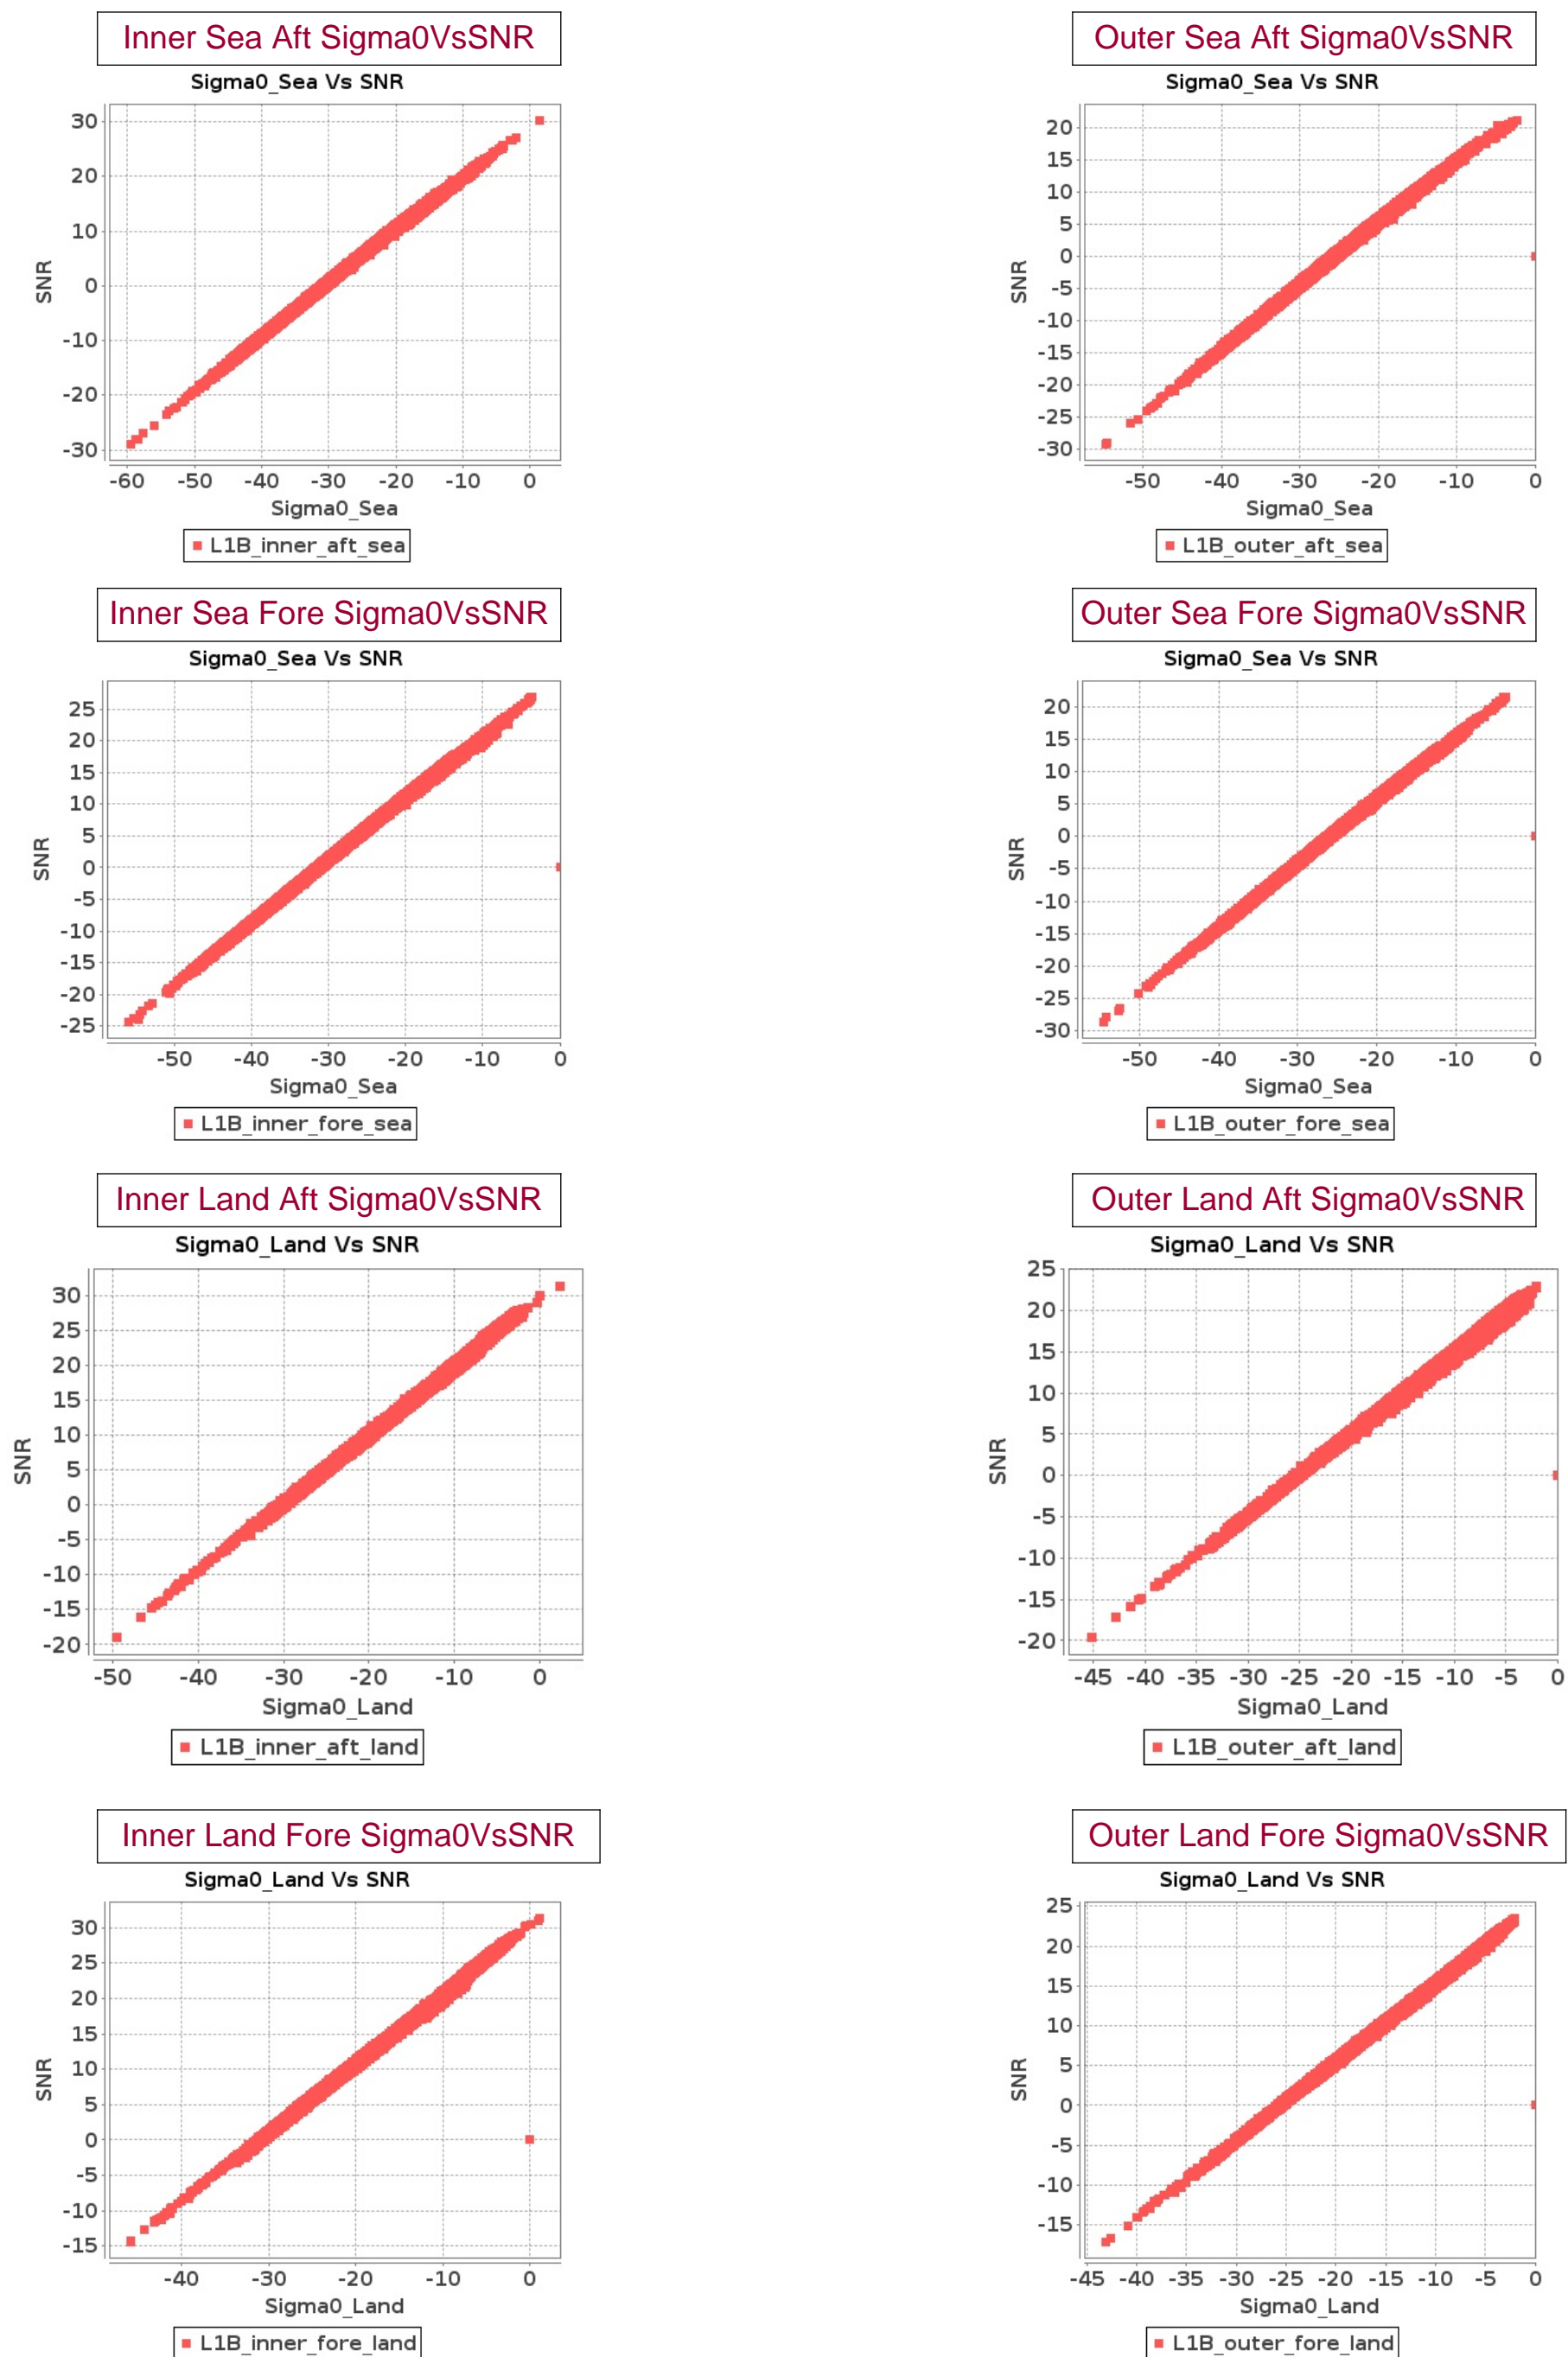 Inner Sea Aft Sigma0VsSNR
Sigma0_Sea Vs SNR
30
20
10
0
-10
-20
-30
SNR
-60 -50 -40 -30 -20 -10 0
Sigma0_Sea
L1B_inner_aft_sea
Outer Sea Aft Sigma0VsSNR
Sigma0_Sea Vs SNR
20
15
10
5
0
-5
-10
-15
-20
-25
-30
SNR
-50 -40 -30 -20 -10 0
Sigma0_Sea
L1B_outer_aft_sea
Inner Sea Fore Sigma0VsSNR
Sigma0_Sea Vs SNR
25
20
15
10
5
0
-5
-10
-15
-20
-25
SNR
-50 -40 -30 -20 -10 0
Sigma0_Sea
L1B_inner_fore_sea
Outer Sea Fore Sigma0VsSNR
Sigma0_Sea Vs SNR
20
15
10
5
0
-5
-10
-15
-20
-25
-30
SNR
-50 -40 -30 -20 -10 0
Sigma0_Sea
L1B_outer_fore_sea
Inner Land Aft Sigma0VsSNR
Sigma0_Land Vs SNR
30
25
20
15
10
5
0
-5
-10
-15
-20
SNR
-50 -40 -30 -20 -10 0
Sigma0_Land
L1B_inner_aft_land
Outer Land Aft Sigma0VsSNR
Sigma0_Land Vs SNR
25
20
15
10
5
0
-5
-10
-15
-20
SNR
-45 -40 -35 -30 -25 -20 -15 -10 -5 0
Sigma0_Land
L1B_outer_aft_land
Inner Land Fore Sigma0VsSNR
Sigma0_Land Vs SNR
30
25
20
15
10
5
0
-5
-10
-15
SNR
-40 -30 -20 -10 0
Sigma0_Land
L1B_inner_fore_land
Outer Land Fore Sigma0VsSNR
Sigma0_Land Vs SNR
25
20
15
10
5
0
-5
-10
-15
SNR
-45 -40 -35 -30 -25 -20 -15 -10 -5 0
Sigma0_Land
L1B_outer_fore_land